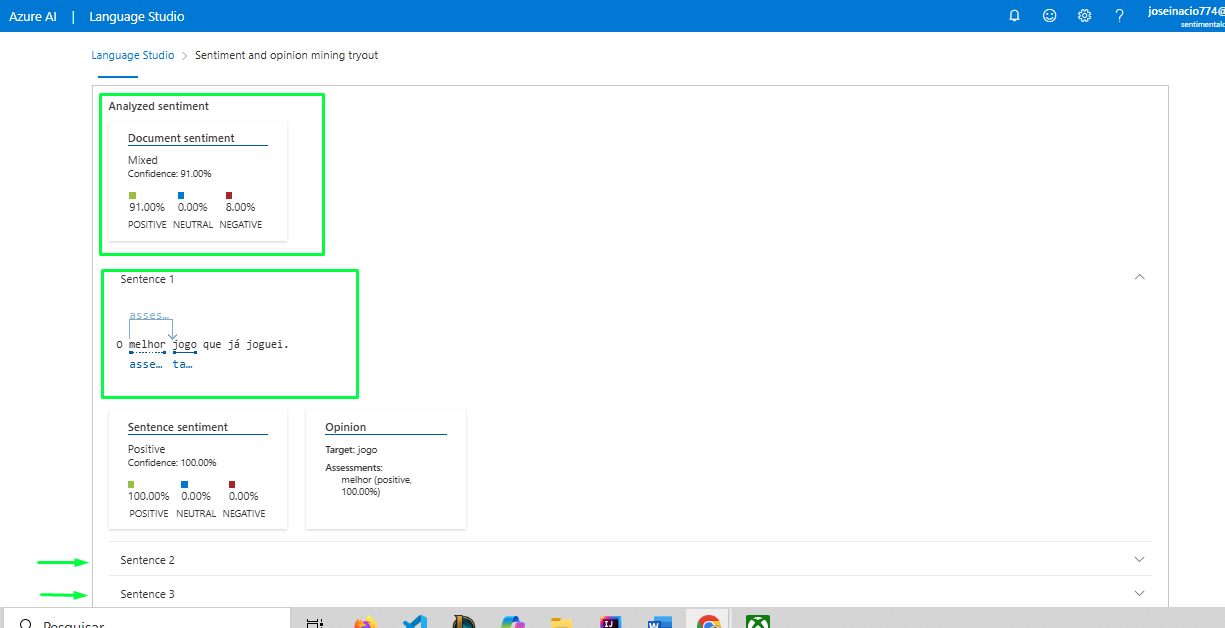 Azure AI | Language Studio
joseinacio774@
Language Studio > Sentiment and opinion mining tryout
Analyzed sentiment
Document sentiment
Mixed
Confidence: 91.00%
91.00% 0.00% 8.00%
POSITIVE NEUTRAL NEGATIVE
Sentence 1
asses...
O melhor jogo que já joguei.
asse... ta...
Sentence sentiment
Positive
Confidence: 100.00%
100.00% 0.00% 0.00%
POSITIVE NEUTRAL NEGATIVE
Opinion
Target: jogo
Assessments:
melhor (positive,
100.00%)
Sentence 2
Sentence 3
Pesquisar